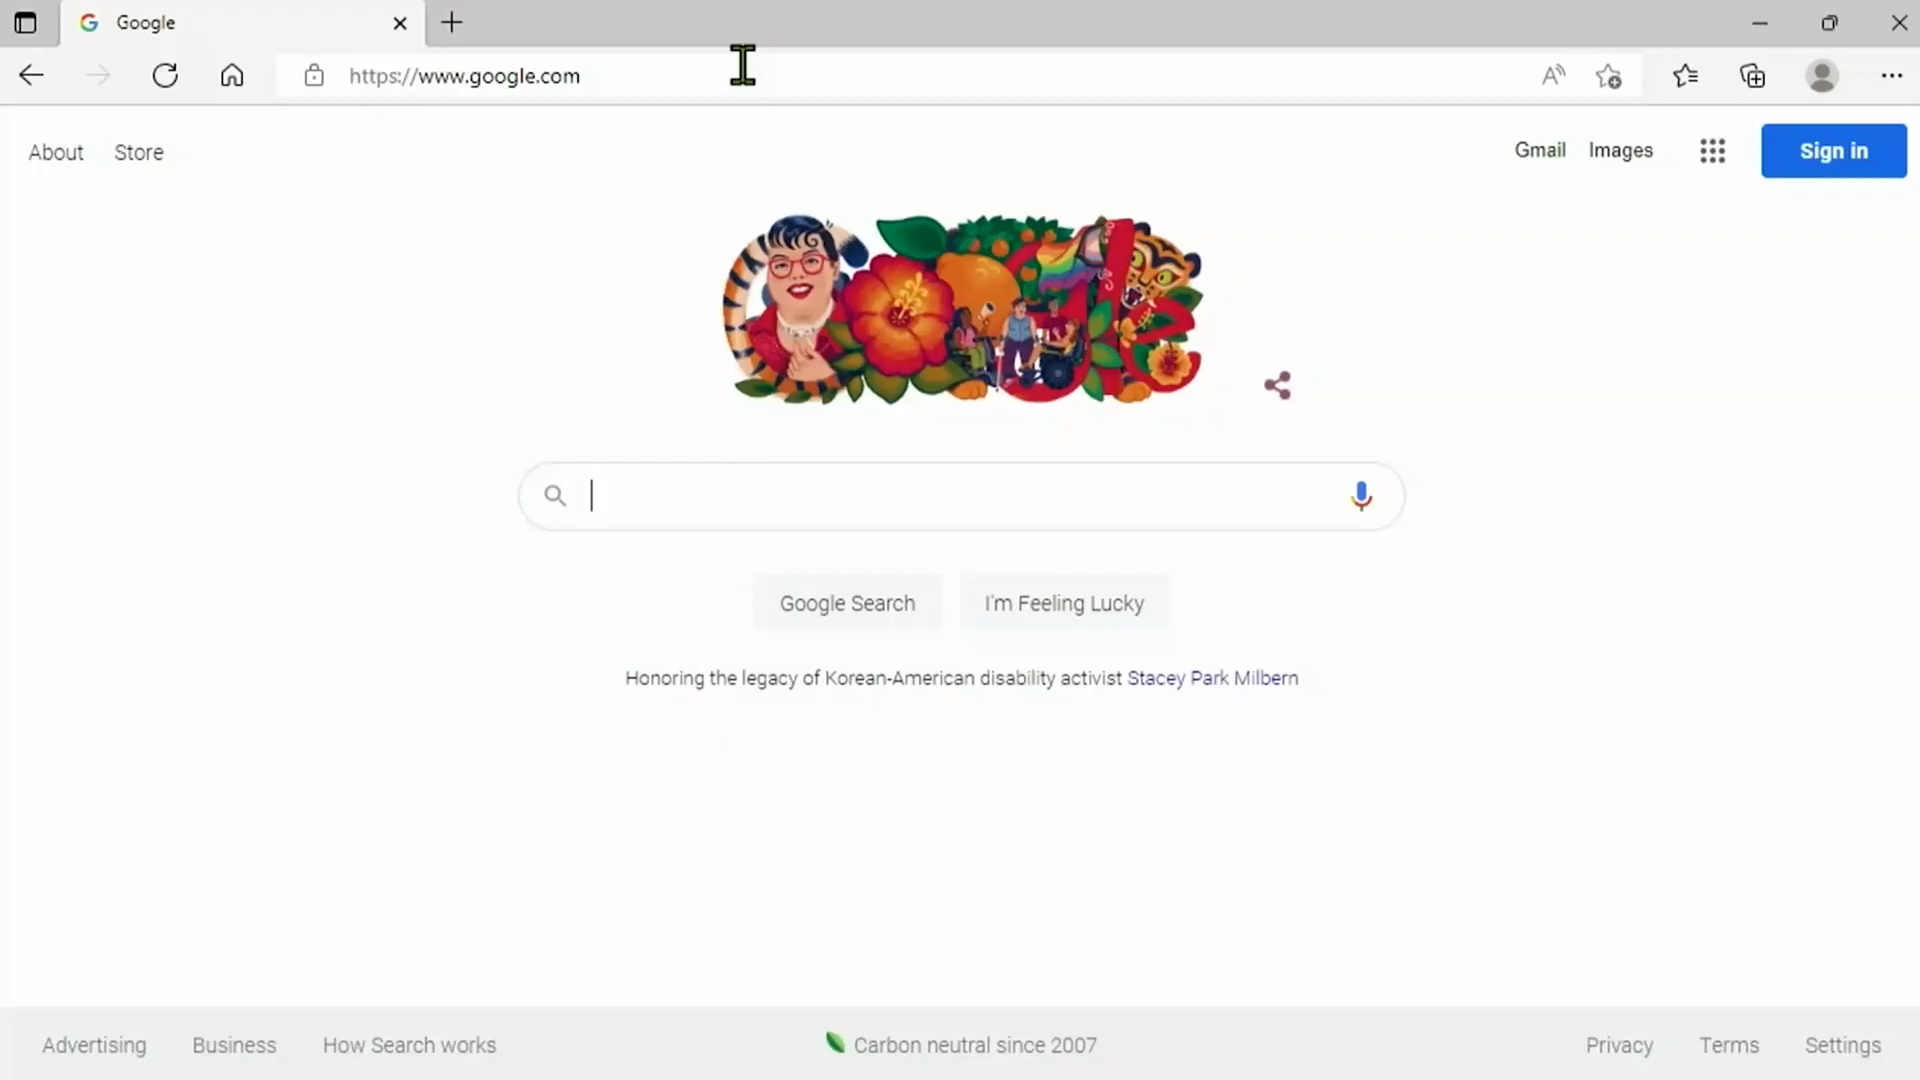 Google
https://www.google.com
About Store
Gmail Images Sign in
Google Search I'm Feeling Lucky
Honoring the legacy of Korean-American disability activist Stacey Park Milbern
Advertising Business How Search works
Carbon neutral since 2007
Privacy Terms Settings